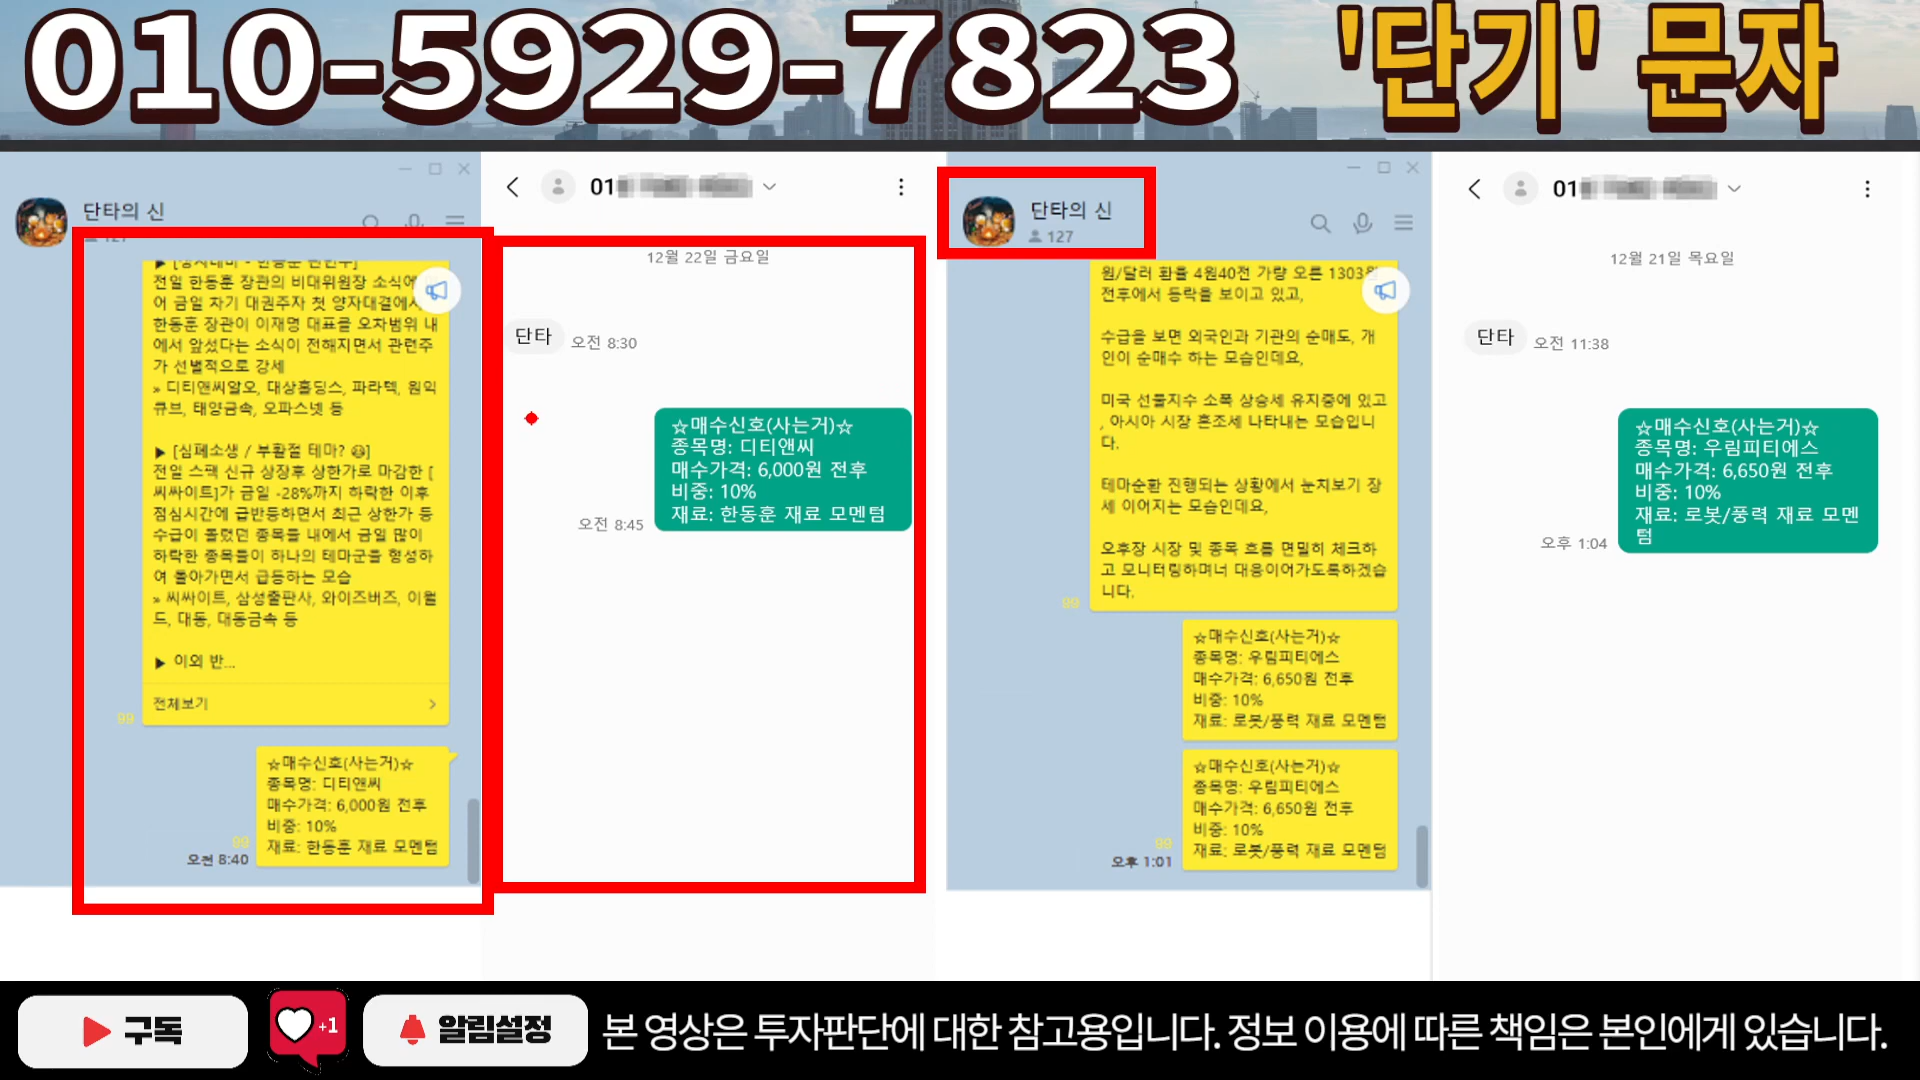 010-5929-7823 '단기' 문자
단타의 신
전일 한동훈 장관의 비대위원장 소식에
어 금일 차기 대권주자 첫 양자대결에서
한동훈 장관이 이재명 대표를 오차범위 내
에서 앞섰다는 소식이 전해지면서 관련주
가 선별적으로 강세
» 디티앤씨알오, 대상홀딩스, 파라텍, 원익
큐브, 태양금속, 오파스넷 등
▶ [심폐소생 / 부활절 테마? 😆]
전일 스팩 신규 상장후 상한가로 마감한 [
씨싸이트]가 금일 -28%까지 하락한 이후
점심시간에 급반등하면서 최근 상한가 등
수급이 몰렸던 종목들 내에서 금일 많이
하락한 종목들이 하나의 테마군을 형성하
여 돌아가면서 급등하는 모습
» 씨싸이트, 삼성출판사, 와이즈버즈, 이월
드, 대동, 대동금속 등
▶ 이외 반...
전체보기
99
☆매수신호(사는거)☆
종목명: 디티앤씨
매수가격: 6,000원 전후
비중: 10%
재료: 한동훈 재료 모멘텀
99
오전 8:40
01
12월 22일 금요일
단타
오전 8:30
☆매수신호(사는거)☆
종목명: 디티앤씨
매수가격: 6,000원 전후
비중: 10%
재료: 한동훈 재료 모멘텀
오전 8:45
단타의 신
127
원/달러 환율 4원40전 가량 오른 1303원
전후에서 등락을 보이고 있고,
수급을 보면 외국인과 기관의 순매도, 개
인이 순매수 하는 모습인데요,
미국 선물지수 소폭 상승세 유지중에 있고
, 아시아 시장 혼조세 나타내는 모습입니
다.
테마순환 진행되는 상황에서 눈치보기 장
세 이어지는 모습인데요,
오후장 시장 및 종목 흐름 면밀히 체크하
고 모니터링하며너 대응이어가도록하겠습
니다.
99
☆매수신호(사는거)☆
종목명: 우림피티에스
매수가격: 6,650원 전후
비중: 10%
재료: 로봇/풍력 재료 모멘텀
☆매수신호(사는거)☆
종목명: 우림피티에스
매수가격: 6,650원 전후
비중: 10%
재료: 로봇/풍력 재료 모멘텀
99
오후 1:01
01
12월 21일 목요일
단타
오전 11:38
☆매수신호(사는거)☆
종목명: 우림피티에스
매수가격: 6,650원 전후
비중: 10%
재료: 로봇/풍력 재료 모멘
텀
오후 1:04
구독
+1
알림설정
본 영상은 투자판단에 대한 참고용입니다. 정보 이용에 따른 책임은 본인에게 있습니다.